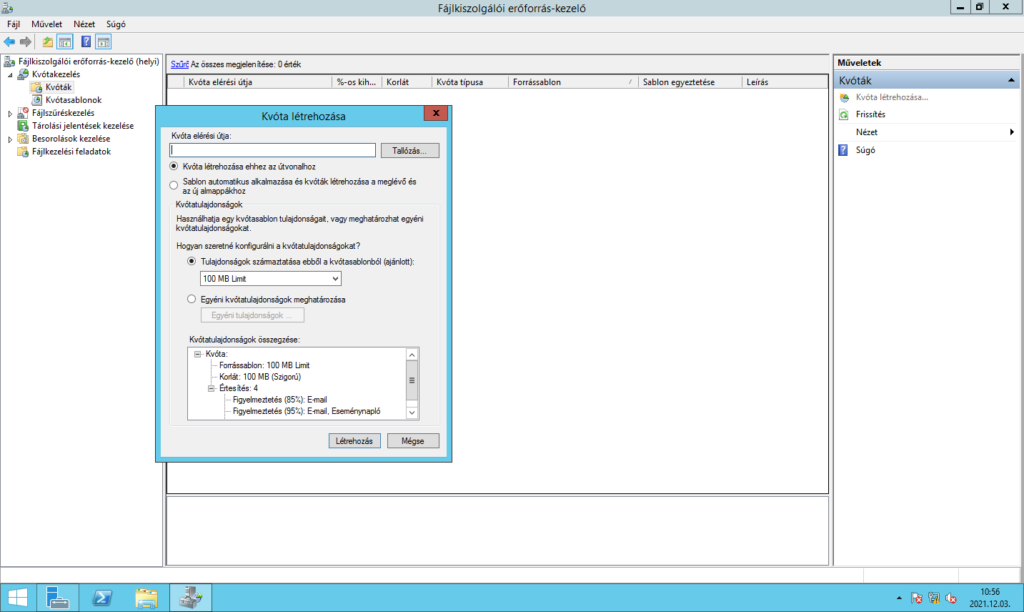 Fájlkiszolgálói erőforrás-kezelő
Fájl Művelet Nézet Súgó
Fájlkiszolgálói erőforrás-kezelő (helyi)
Kvótakezelés
Kvóták
Kvótasablonok
Fájlszűréskezelés
Tárolási jelentések kezelése
Besorolások kezelése
Fájlkezelési feladatok
Szűrő Az összes megjelenítése: 0 érték
Kvóta elérési útja %-os kih... Korlát Kvóta típusa Forrássablon Sablon egyeztetése Leírás
Kvóta létrehozása
Kvóta elérési útja:
Tallózás...
Kvóta létrehozása ehhez az útvonalhoz
Sablon automatikus alkalmazása és kvóták létrehozása a meglévő és
az új almappákhoz
Kvótatulajdonságok
Használhatja egy kvótasablon tulajdonságait, vagy meghatározhat egyéni
kvótatulajdonságokat.
Hogyan szeretné konfigurálni a kvótatulajdonságokat?
Tulajdonságok származtatása ebből a kvótasablonból (ajánlott):
100 MB Limit
Egyéni kvótatulajdonságok meghatározása
Egyéni tulajdonságok ...
Kvótatulajdonságok összegzése:
Kvóta:
Forrássablon: 100 MB Limit
Korlát: 100 MB (Szigorú)
Értesítés: 4
Figyelmeztetés (85%): E-mail
Figyelmeztetés (95%): E-mail, Eseménynapló
Létrehozás Mégse
Műveletek
Kvóták
Kvóta létrehozása...
Frissítés
Nézet
Súgó
10:56
2021.12.03.